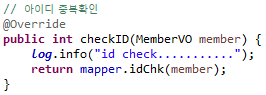 // 아이디 중복확인
@Override
public int checkID(MemberVO member) {
log.info("id check...........");
return mapper.idChk(member);
}